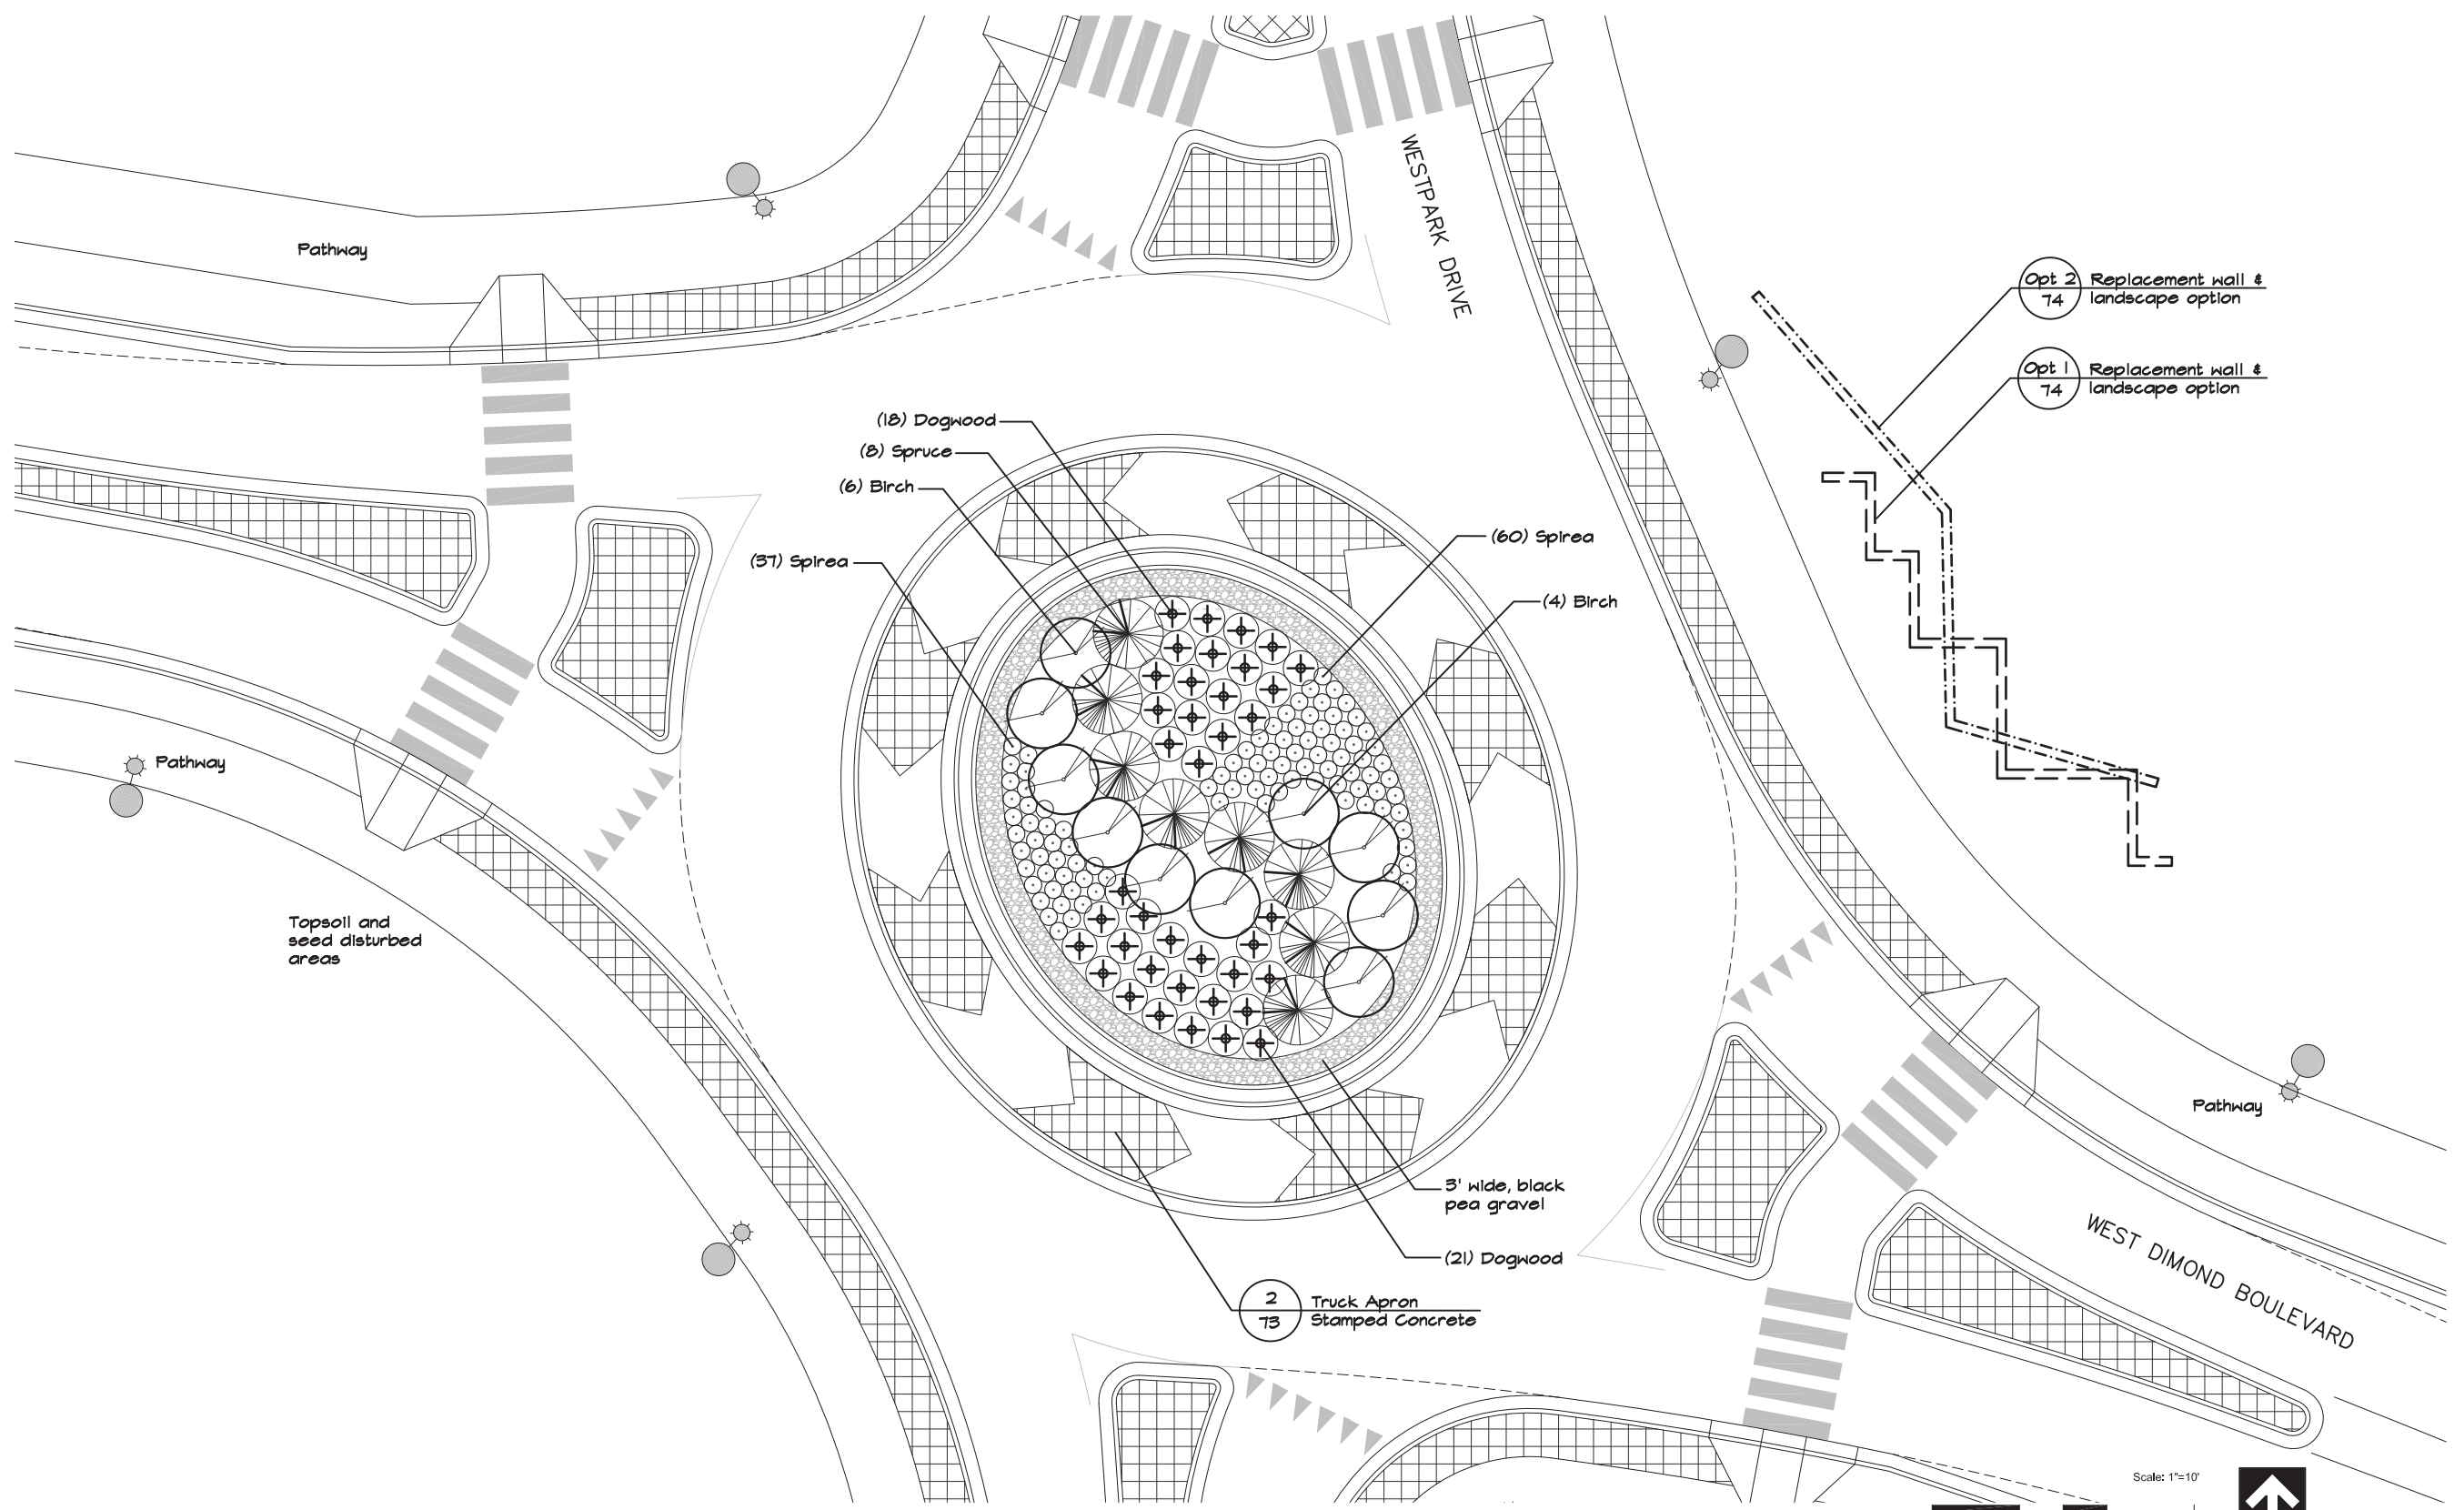 WESTPARK DRIVE
Pathway
Opt 2
74
Replacement wall &
landscape option
Opt 1
74
Replacement wall &
landscape option
(18) Dogwood
(8) Spruce
(6) Birch
(37) Spirea
(60) Spirea
(4) Birch
Pathway
Topsoil and
seed disturbed
areas
Pathway
3' wide, black
pea gravel
(21) Dogwood
2
73
Truck Apron
Stamped Concrete
WEST DIMOND BOULEVARD
Scale: 1"=10'